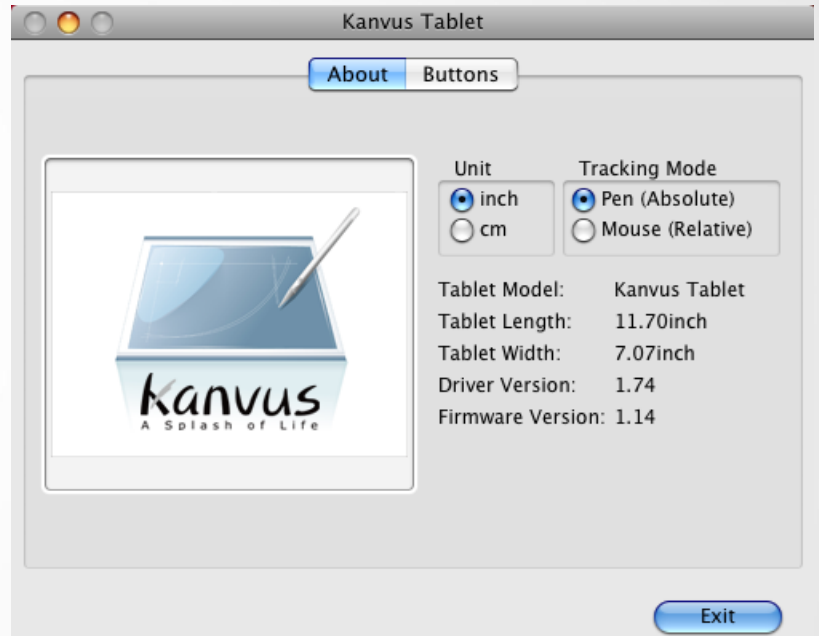 Kanvus Tablet
About Buttons
Unit Tracking Mode
inch Pen (Absolute)
cm Mouse (Relative)
Tablet Model: Kanvus Tablet
Tablet Length: 11.70inch
Tablet Width: 7.07inch
Driver Version: 1.74
Firmware Version: 1.14
kanvus
A Splash of Life
Exit